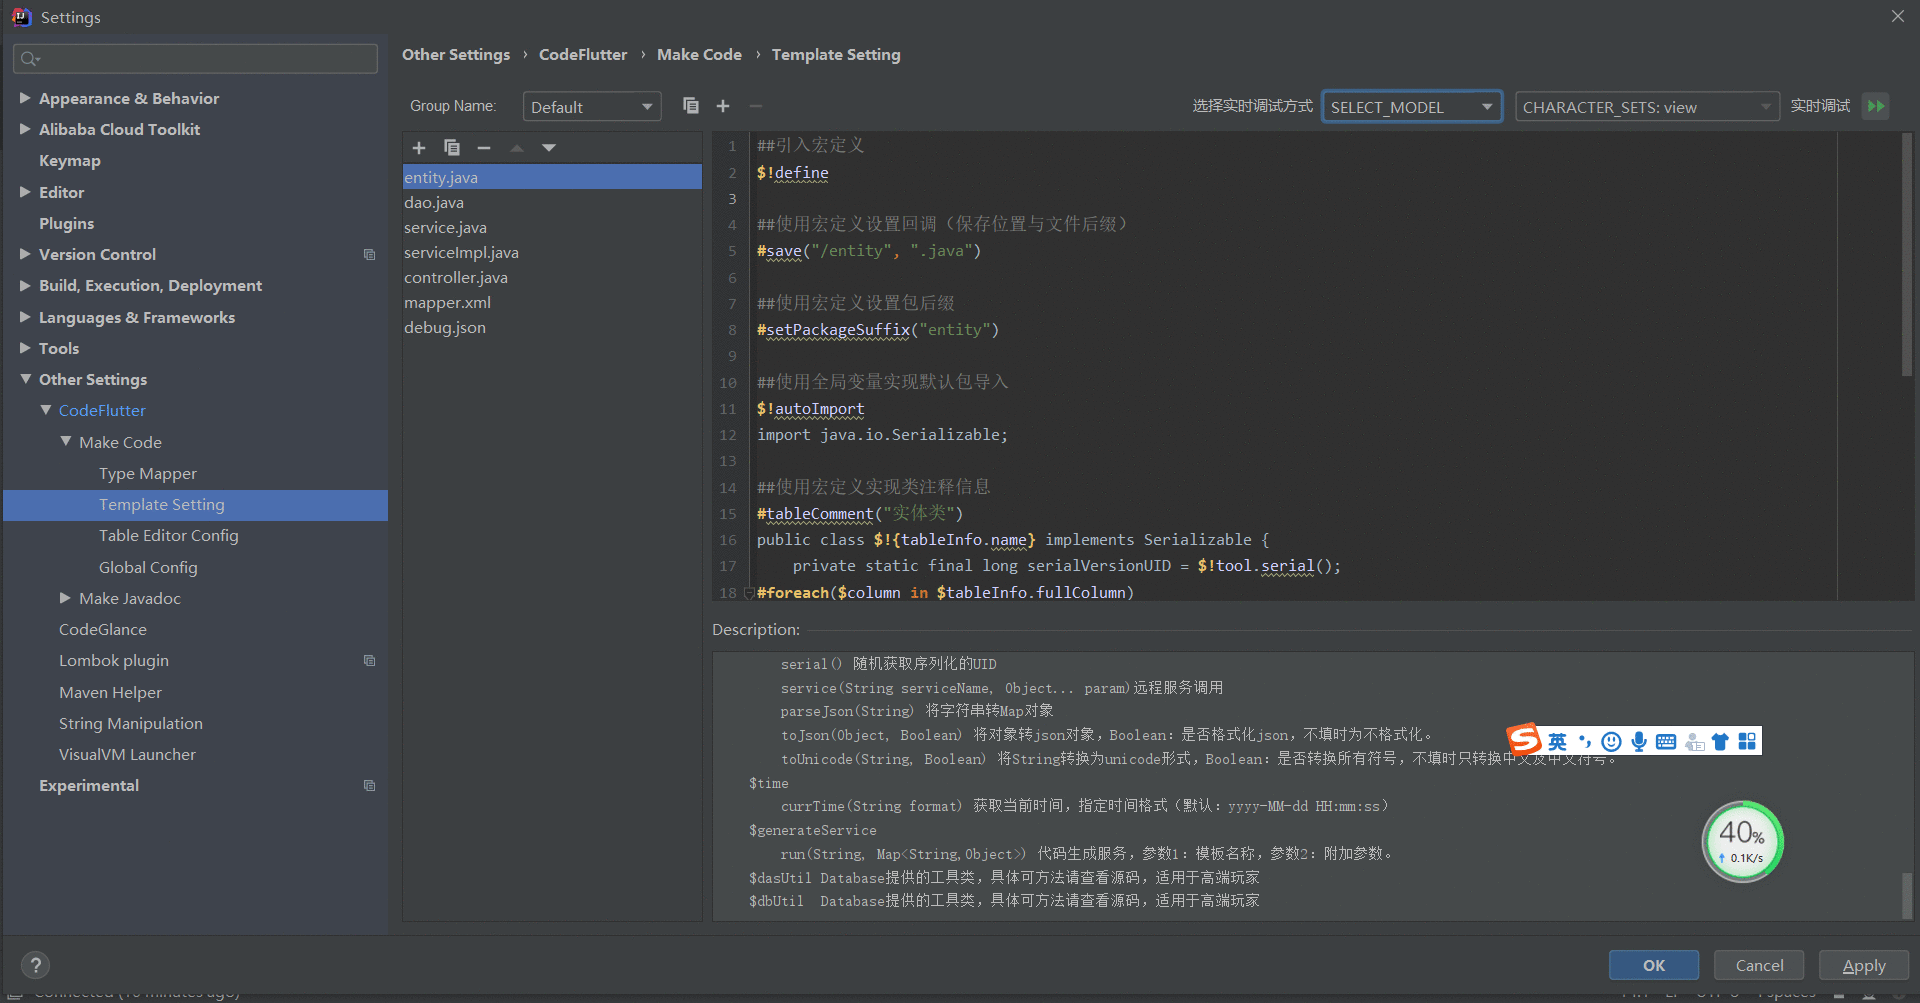 Settings
Other Settings › CodeFlutter › Make Code › Template Setting
Appearance & Behavior
Alibaba Cloud Toolkit
Keymap
Editor
Plugins
Version Control
Build, Execution, Deployment
Languages & Frameworks
Tools
Other Settings
CodeFlutter
Make Code
Type Mapper
Template Setting
Table Editor Config
Global Config
Make Javadoc
CodeGlance
Lombok plugin
Maven Helper
String Manipulation
VisualVM Launcher
Experimental
Group Name: Default
选择实时调试方式 SELECT_MODEL CHARACTER_SETS: view 实时调试
entity.java
dao.java
service.java
serviceImpl.java
controller.java
mapper.xml
debug.json
1 ##引入宏定义
2 $!define
3
4 ##使用宏定义设置回调（保存位置与文件后缀）
5 #save("/entity", ".java")
6
7 ##使用宏定义设置包后缀
8 #setPackageSuffix("entity")
9
10 ##使用全局变量实现默认包导入
11 $!autoImport
12 import java.io.Serializable;
13
14 ##使用宏定义实现类注释信息
15 #tableComment("实体类")
16 public class $!{tableInfo.name} implements Serializable {
17 private static final long serialVersionUID = $!tool.serial();
18 #foreach($column in $tableInfo.fullColumn)
Description:
serial() 随机获取序列化的UID
service(String serviceName, Object... param)远程服务调用
parseJson(String) 将字符串转Map对象
toJson(Object, Boolean) 将对象转json对象，Boolean：是否格式化json，不填时为不格式化。
toUnicode(String, Boolean) 将String转换为unicode形式，Boolean：是否转换所有符号，不填时只转换中文及中文符号。
$time
currTime(String format) 获取当前时间，指定时间格式（默认：yyyy-MM-dd HH:mm:ss）
$generateService
run(String, Map<String,Object>) 代码生成服务，参数1：模板名称，参数2：附加参数。
$dasUtil Database提供的工具类，具体可方法请查看源码，适用于高端玩家
$dbUtil Database提供的工具类，具体可方法请查看源码，适用于高端玩家
英
40%
0.1K/s
?
OK Cancel Apply